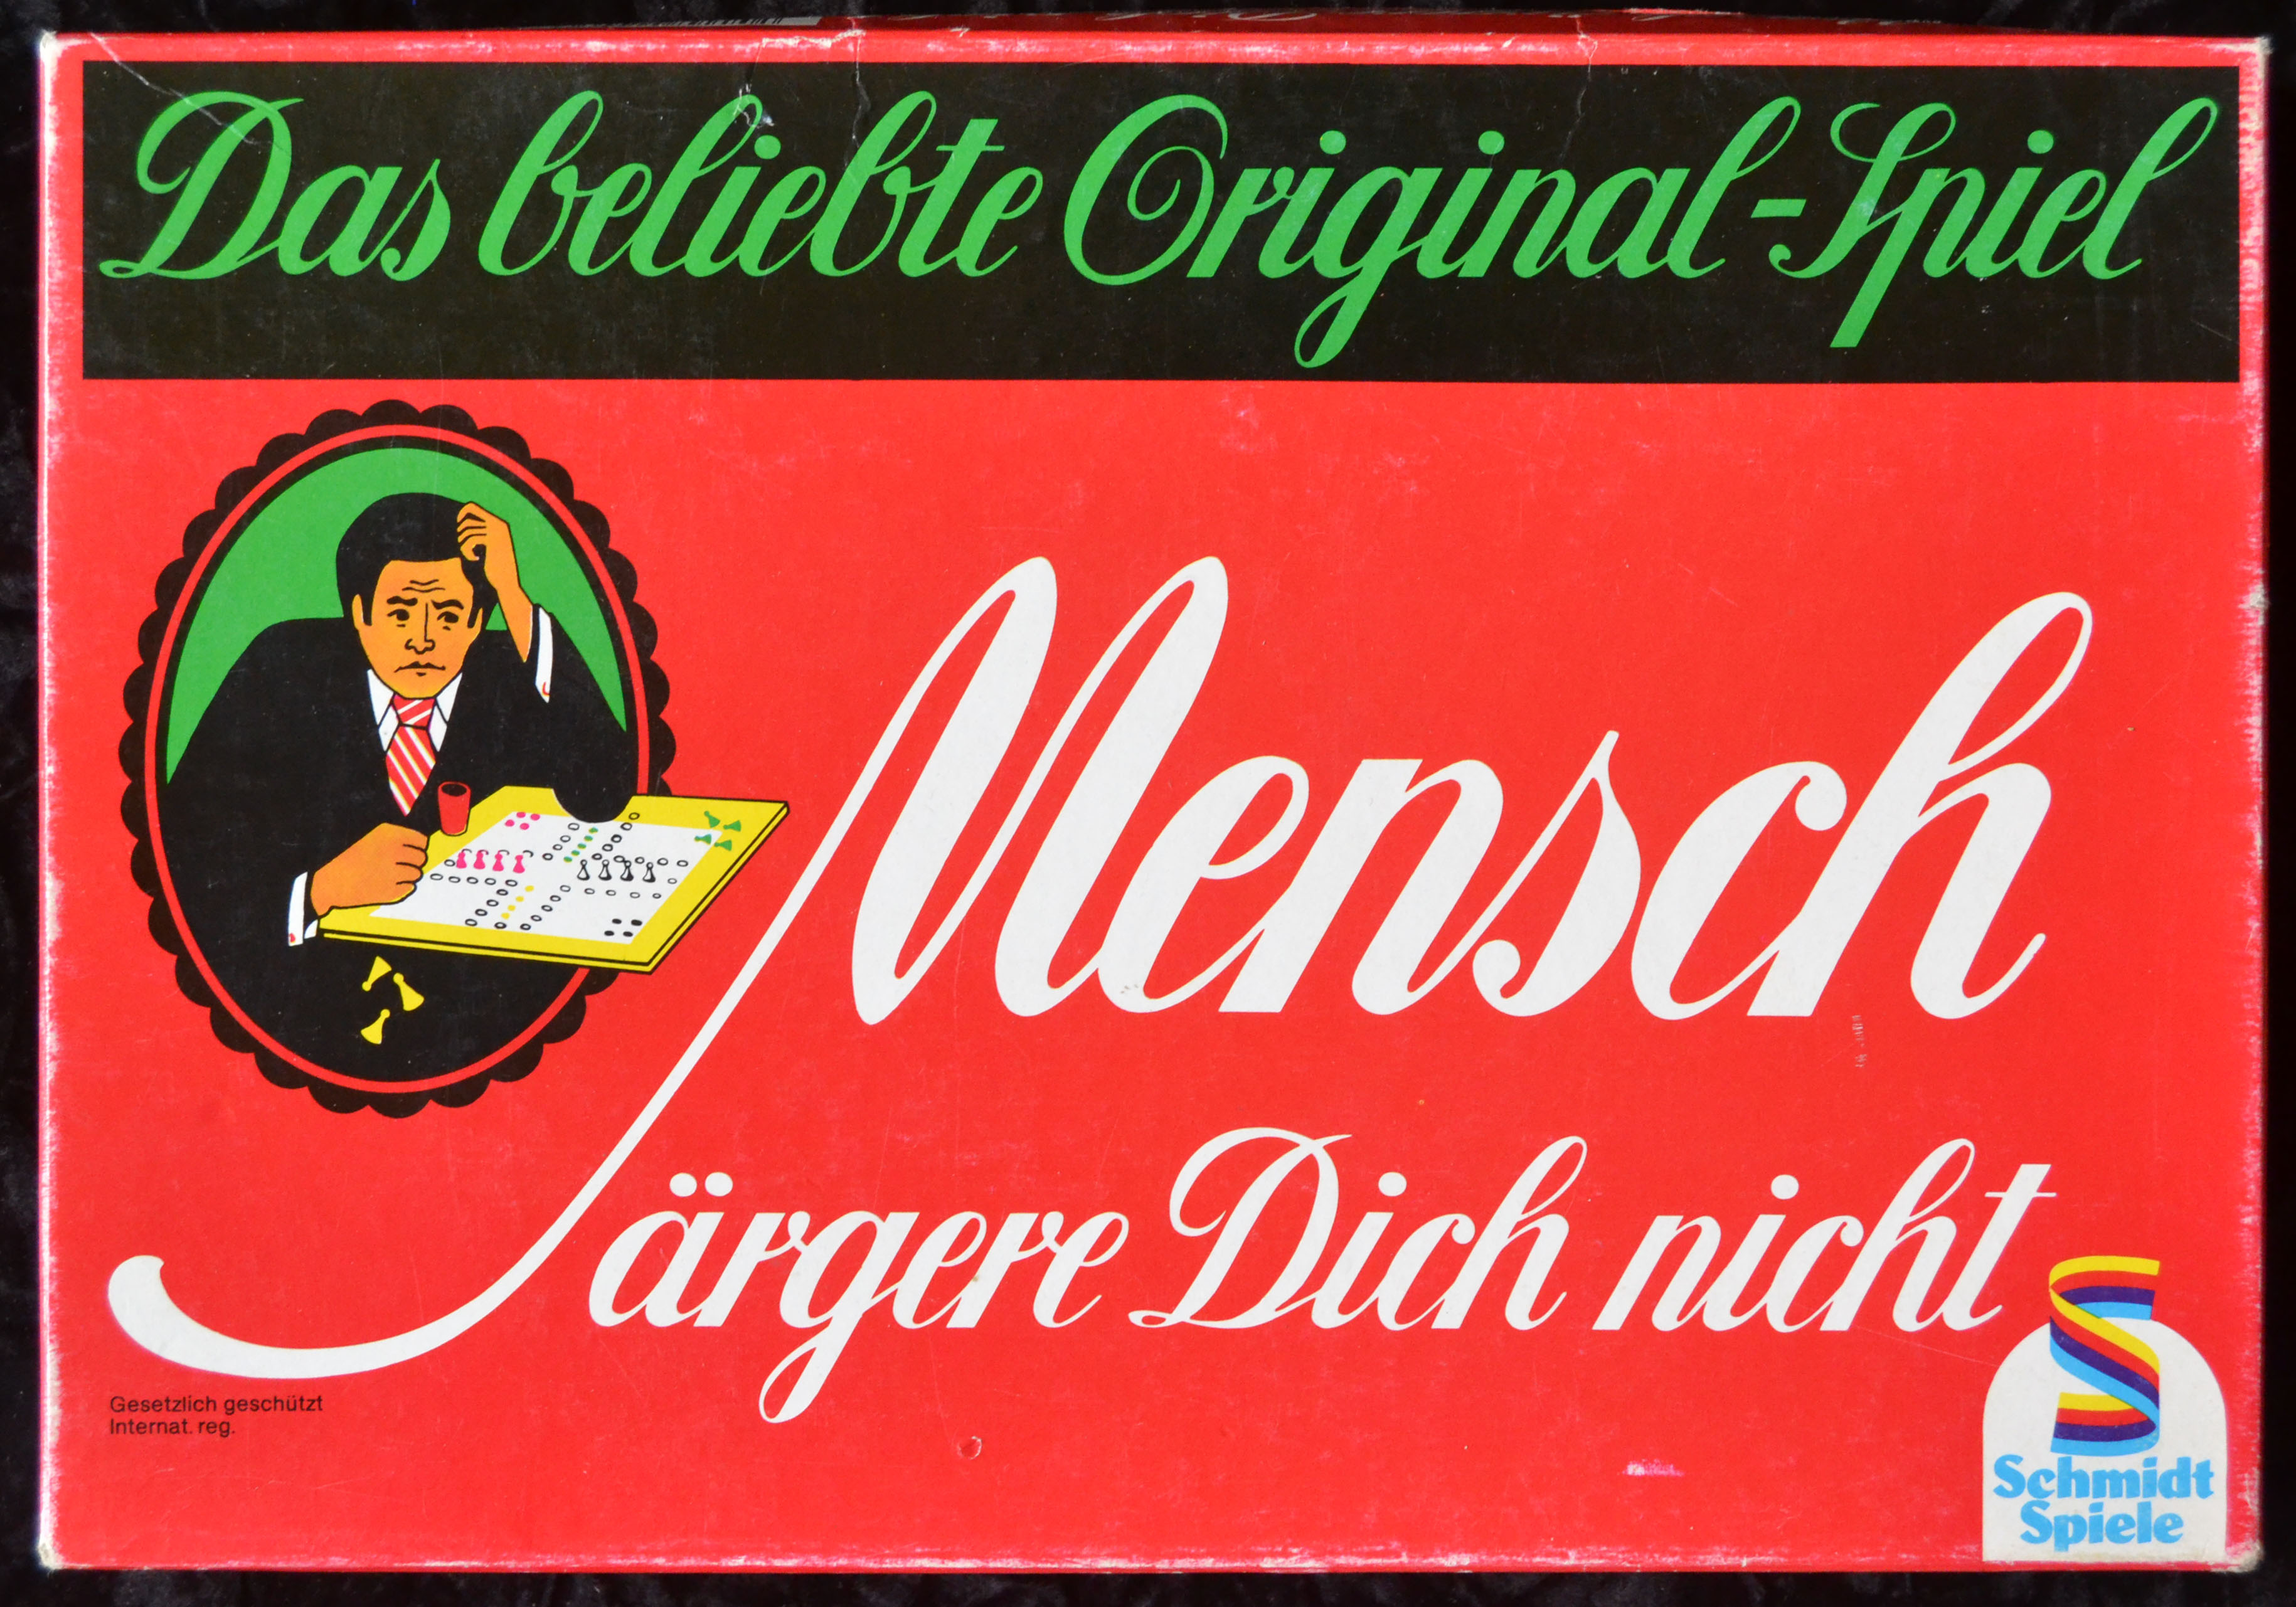 Das beliebte Original-Spiel
Mensch
ärgere Dich nicht
Gesetzlich geschützt
Internat. reg.
Schmidt
Spiele